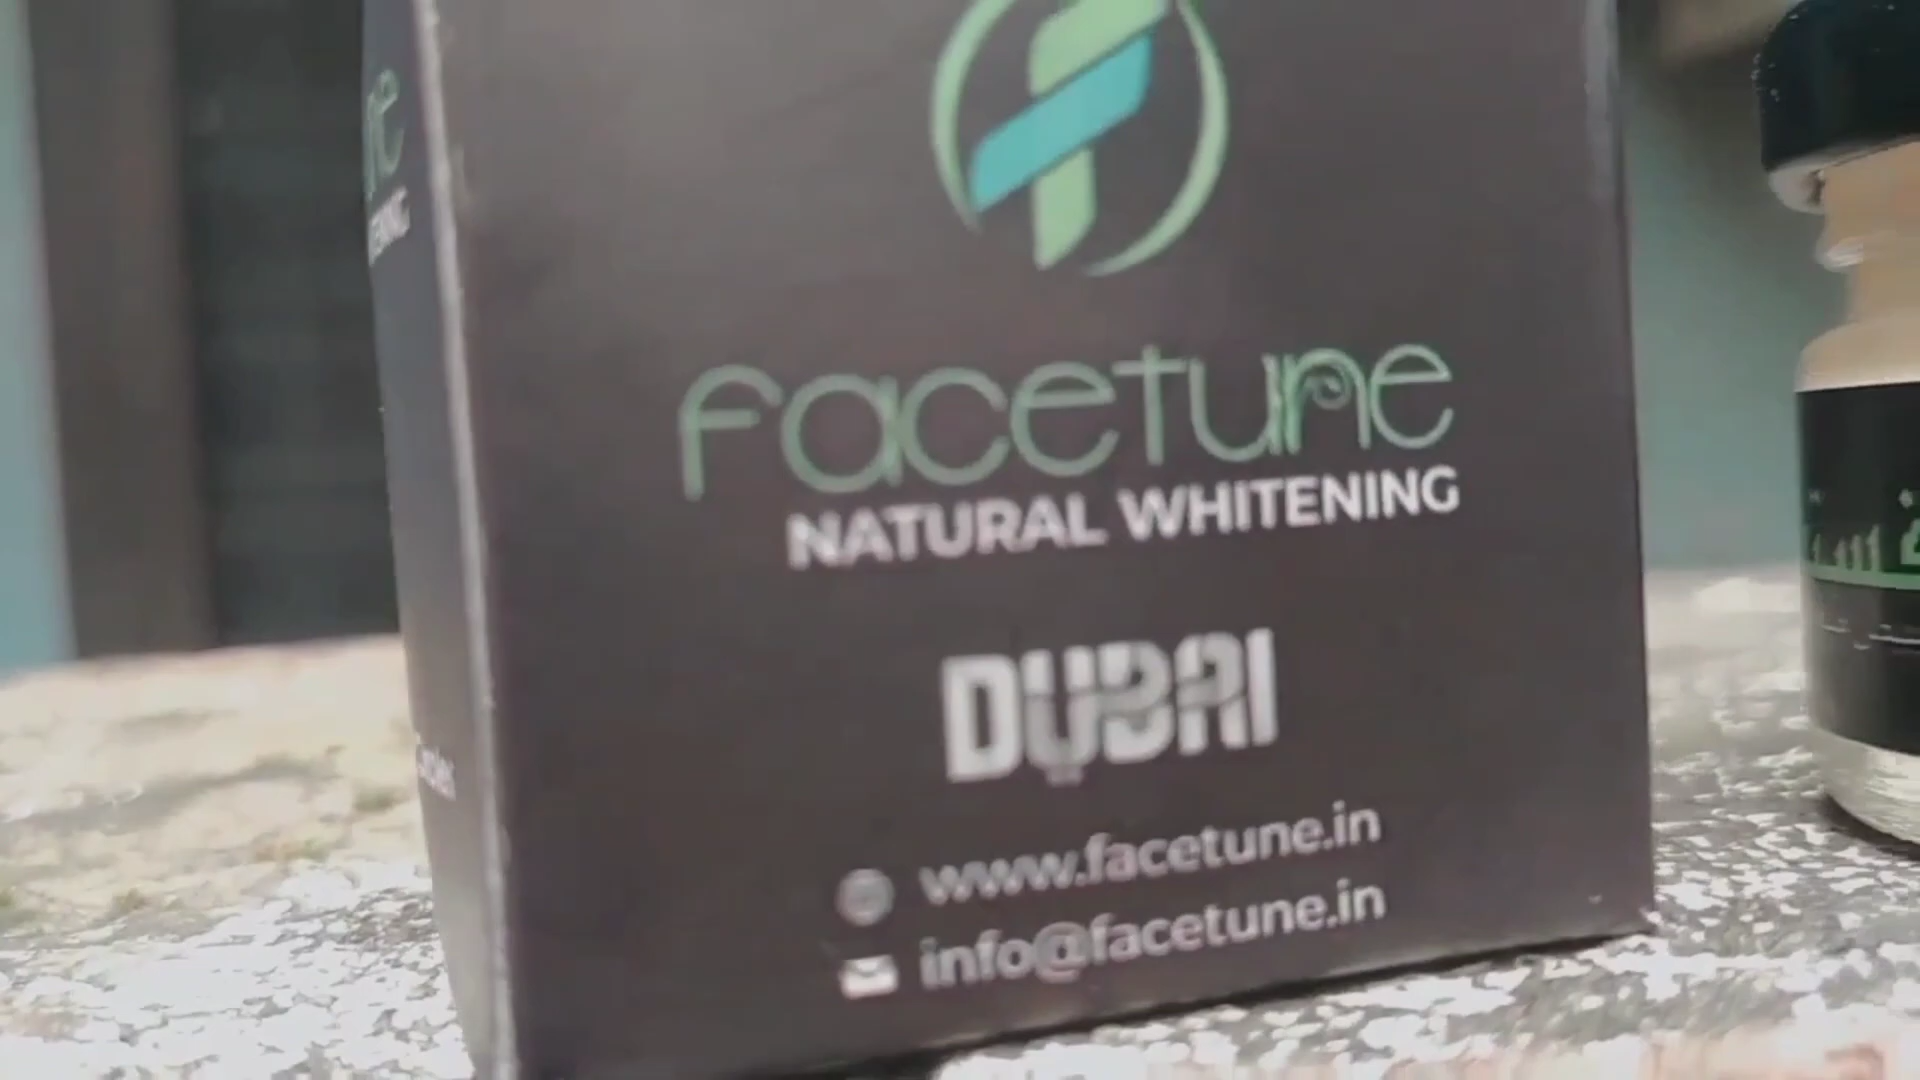 facetune
NATURAL WHITENING
DUBAI
www.facetune.in
info@facetune.in